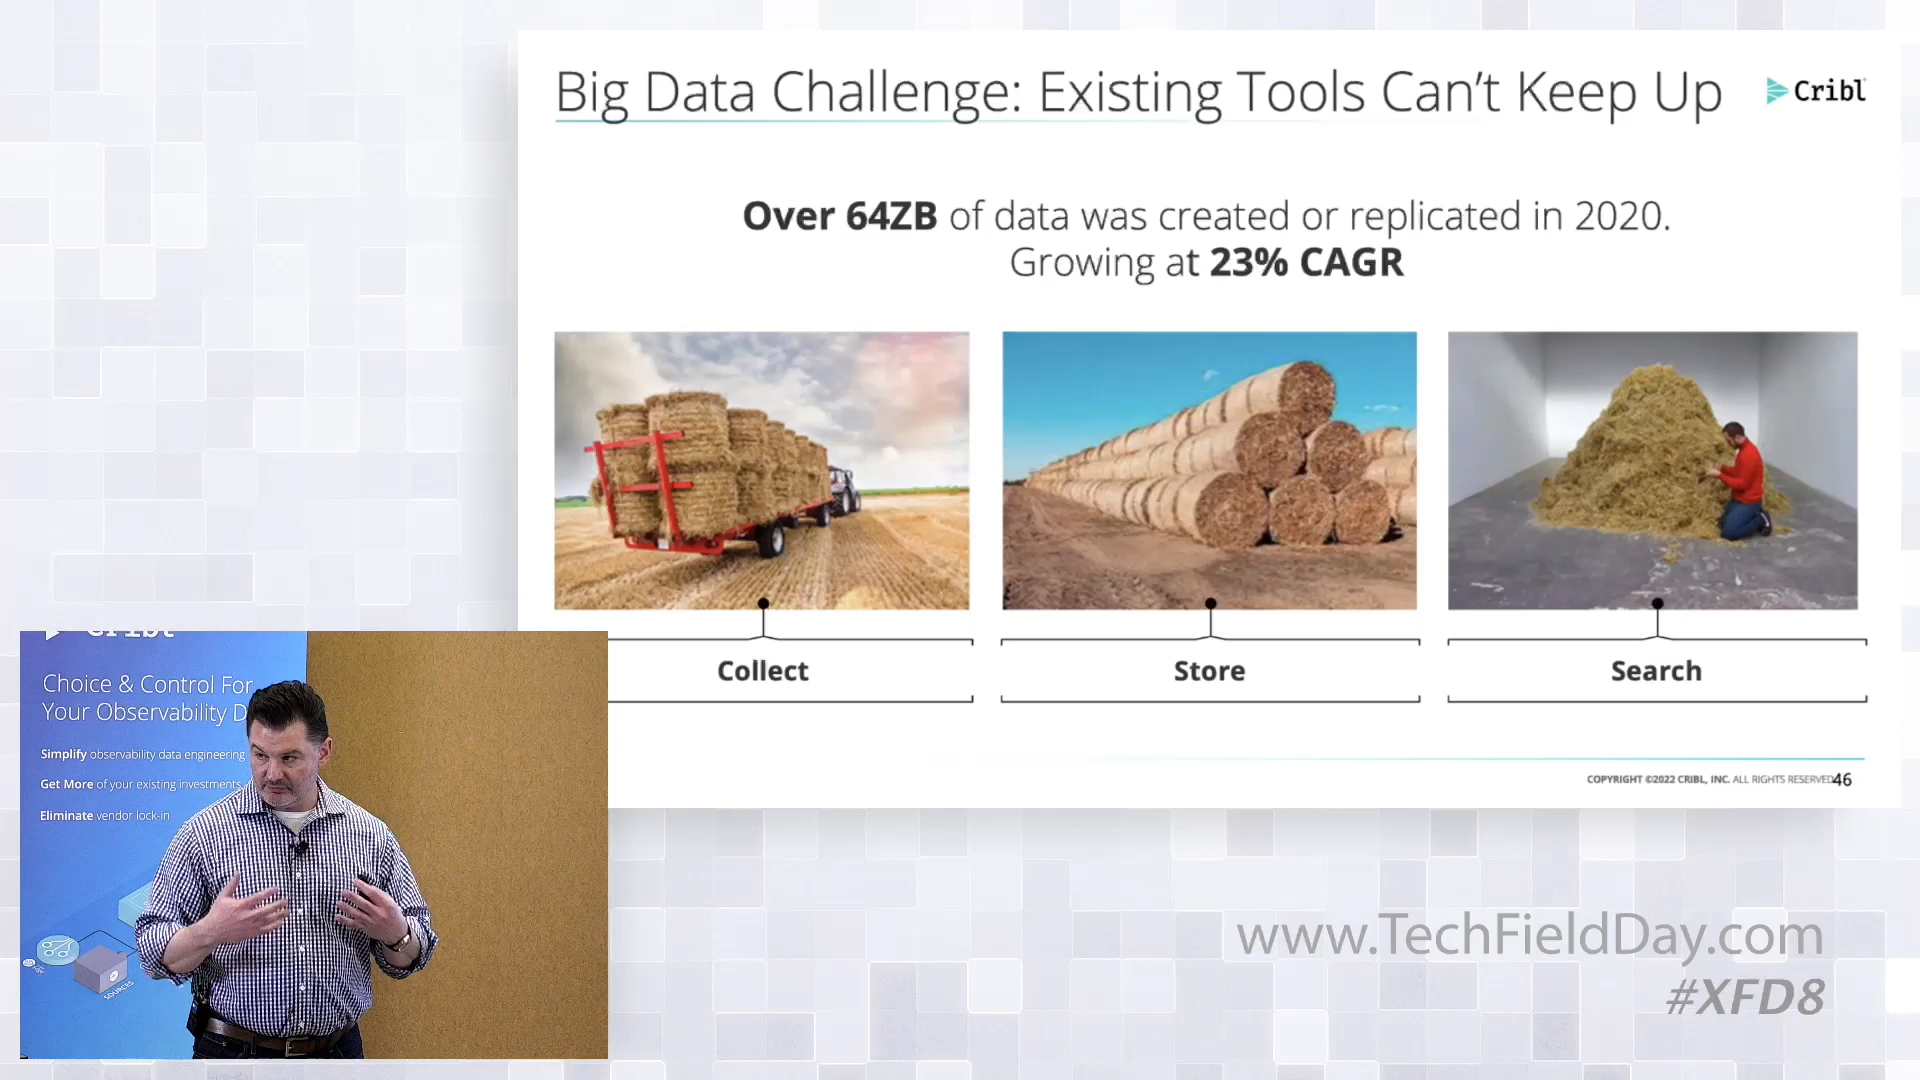 Big Data Challenge: Existing Tools Can't Keep Up
Cribl
Over 64ZB of data was created or replicated in 2020.
Growing at 23% CAGR
Collect
Store
Search
COPYRIGHT ©2022 CRIBL, INC. ALL RIGHTS RESERVED
46
Cribl
Choice & Control For
Your Observability D
Simplify observability data engineering
Get More of your existing investments
Eliminate vendor lock-in
SOURCES
www.TechFieldDay.com
#XFD8